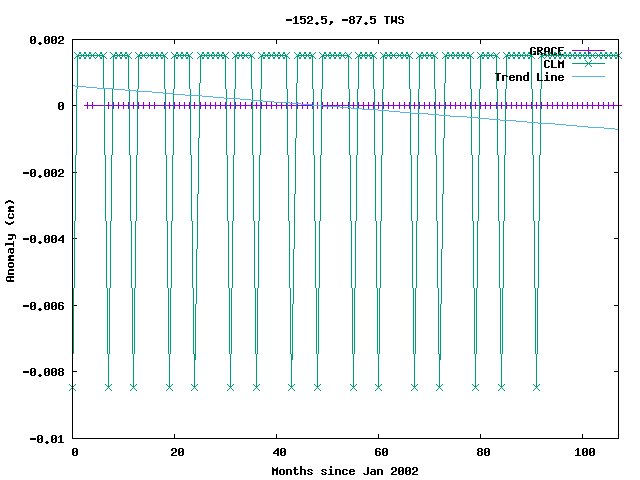 -152.5, -87.5 TWS
0.002
0
-0.002
-0.004
-0.006
-0.008
-0.01
Anomaly (cm)
GRACE
CLM
Trend Line
0 20 40 60 80 100
Months since Jan 2002